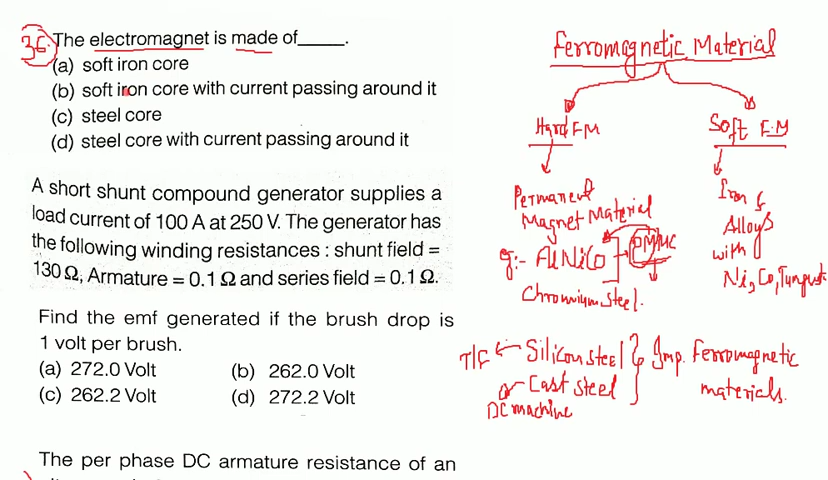 36.
The electromagnet is made of_____.
(a) soft iron core
(b) soft iron core with current passing around it
(c) steel core
(d) steel core with current passing around it
A short shunt compound generator supplies a
load current of 100 A at 250 V. The generator has
the following winding resistances : shunt field =
130 Ω, Armature = 0.1 Ω and series field = 0.1 Ω.
Find the emf generated if the brush drop is
1 volt per brush.
(a) 272.0 Volt (b) 262.0 Volt
(c) 262.2 Volt (d) 272.2 Volt
The per phase DC armature resistance of an
Ferromagnetic Material
Hard FM
Permanent
Magnet Material
eg:- AlNiCo
PMMC
Chromium Steel.
Soft F.M
Iron &
Alloys
with
Ni, Co, Tungust
T/F ← Silicon steel
or Cast steel
DC machine
Imp. Ferromagnetic
materials.